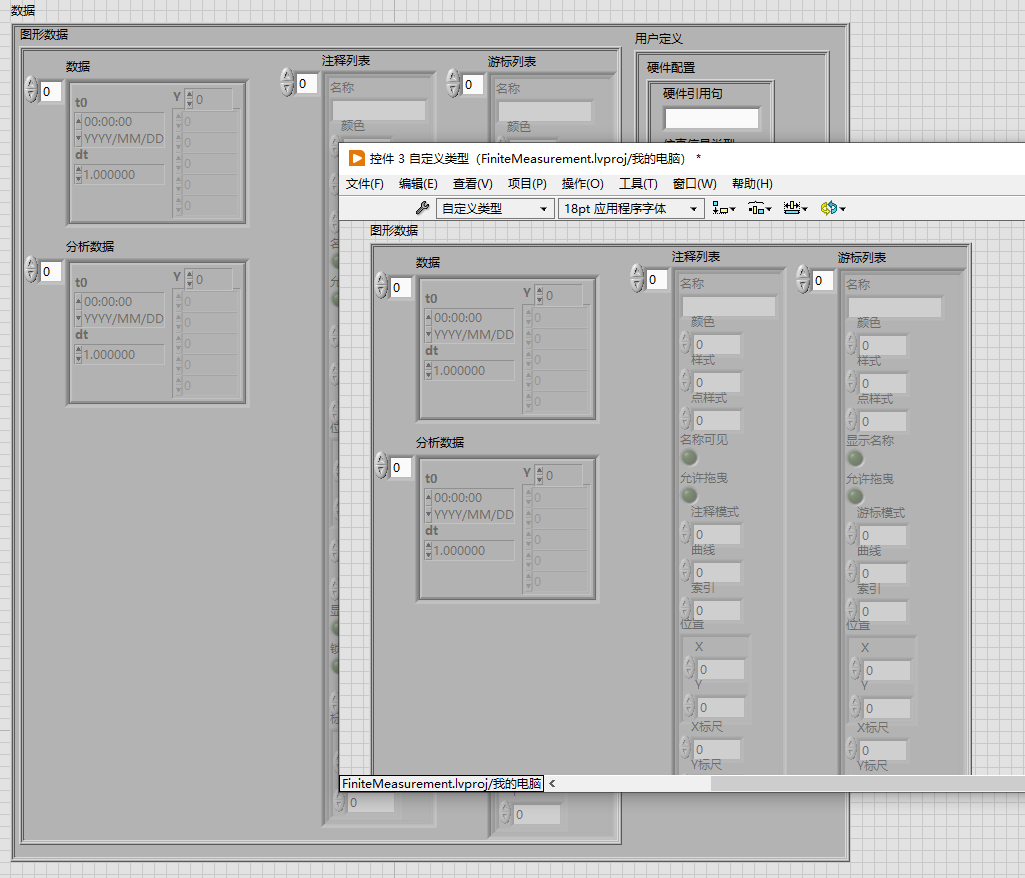 数据
图形数据
用户定义
数据
注释列表
游标列表
硬件配置
0
t0
Y
0
0
名称
0
名称
硬件引用句
00:00:00
0
YYYY/MM/DD
0
颜色
颜色
dt
0
1.000000
0
0
分析数据
0
t0
Y
0
00:00:00
0
YYYY/MM/DD
0
dt
0
1.000000
0
0
0
0
控件 3 自定义类型（FiniteMeasurement.lvproj/我的电脑） *
文件(F) 编辑(E) 查看(V) 项目(P) 操作(O) 工具(T) 窗口(W) 帮助(H)
自定义类型
18pt 应用程序字体
图形数据
数据
注释列表
游标列表
0
t0
Y
0
00:00:00
0
YYYY/MM/DD
0
dt
0
1.000000
0
0
分析数据
0
t0
Y
0
00:00:00
0
YYYY/MM/DD
0
dt
0
1.000000
0
0
0
名称
颜色
0
样式
0
点样式
0
名称可见
允许拖曳
注释模式
0
曲线
0
索引
0
位置
X
0
Y
0
X标尺
0
Y标尺
0
名称
颜色
0
样式
0
点样式
0
显示名称
允许拖曳
游标模式
0
曲线
0
索引
0
位置
X
0
Y
0
X标尺
0
Y标尺
FiniteMeasurement.lvproj/我的电脑